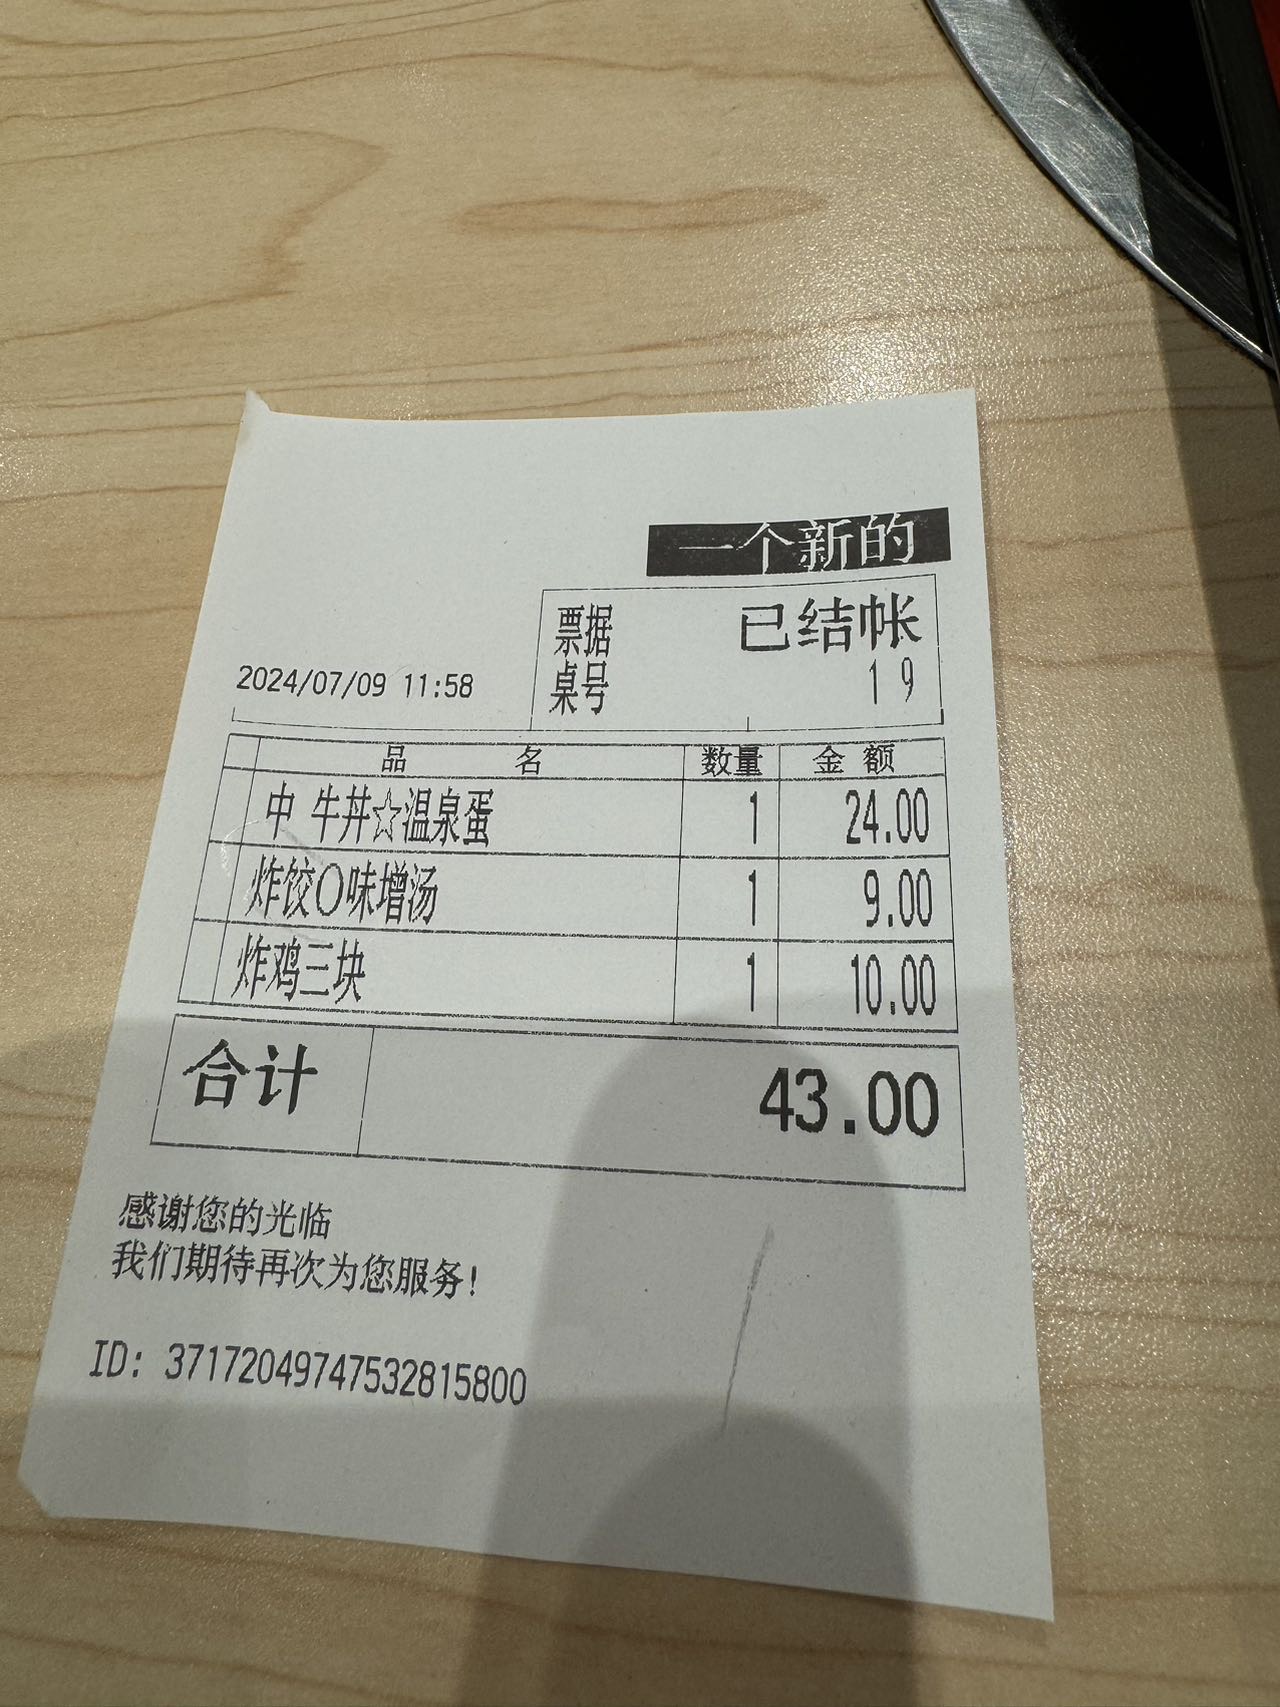 一个新的
票据 已结帐
2024/07/09 11:58 桌号 19
品 名 数量 金额
中 牛丼☆温泉蛋 1 24.00
炸饺〇味增汤 1 9.00
炸鸡三块 1 10.00
合计 43.00
感谢您的光临
我们期待再次为您服务!
ID: 37172049747532815800